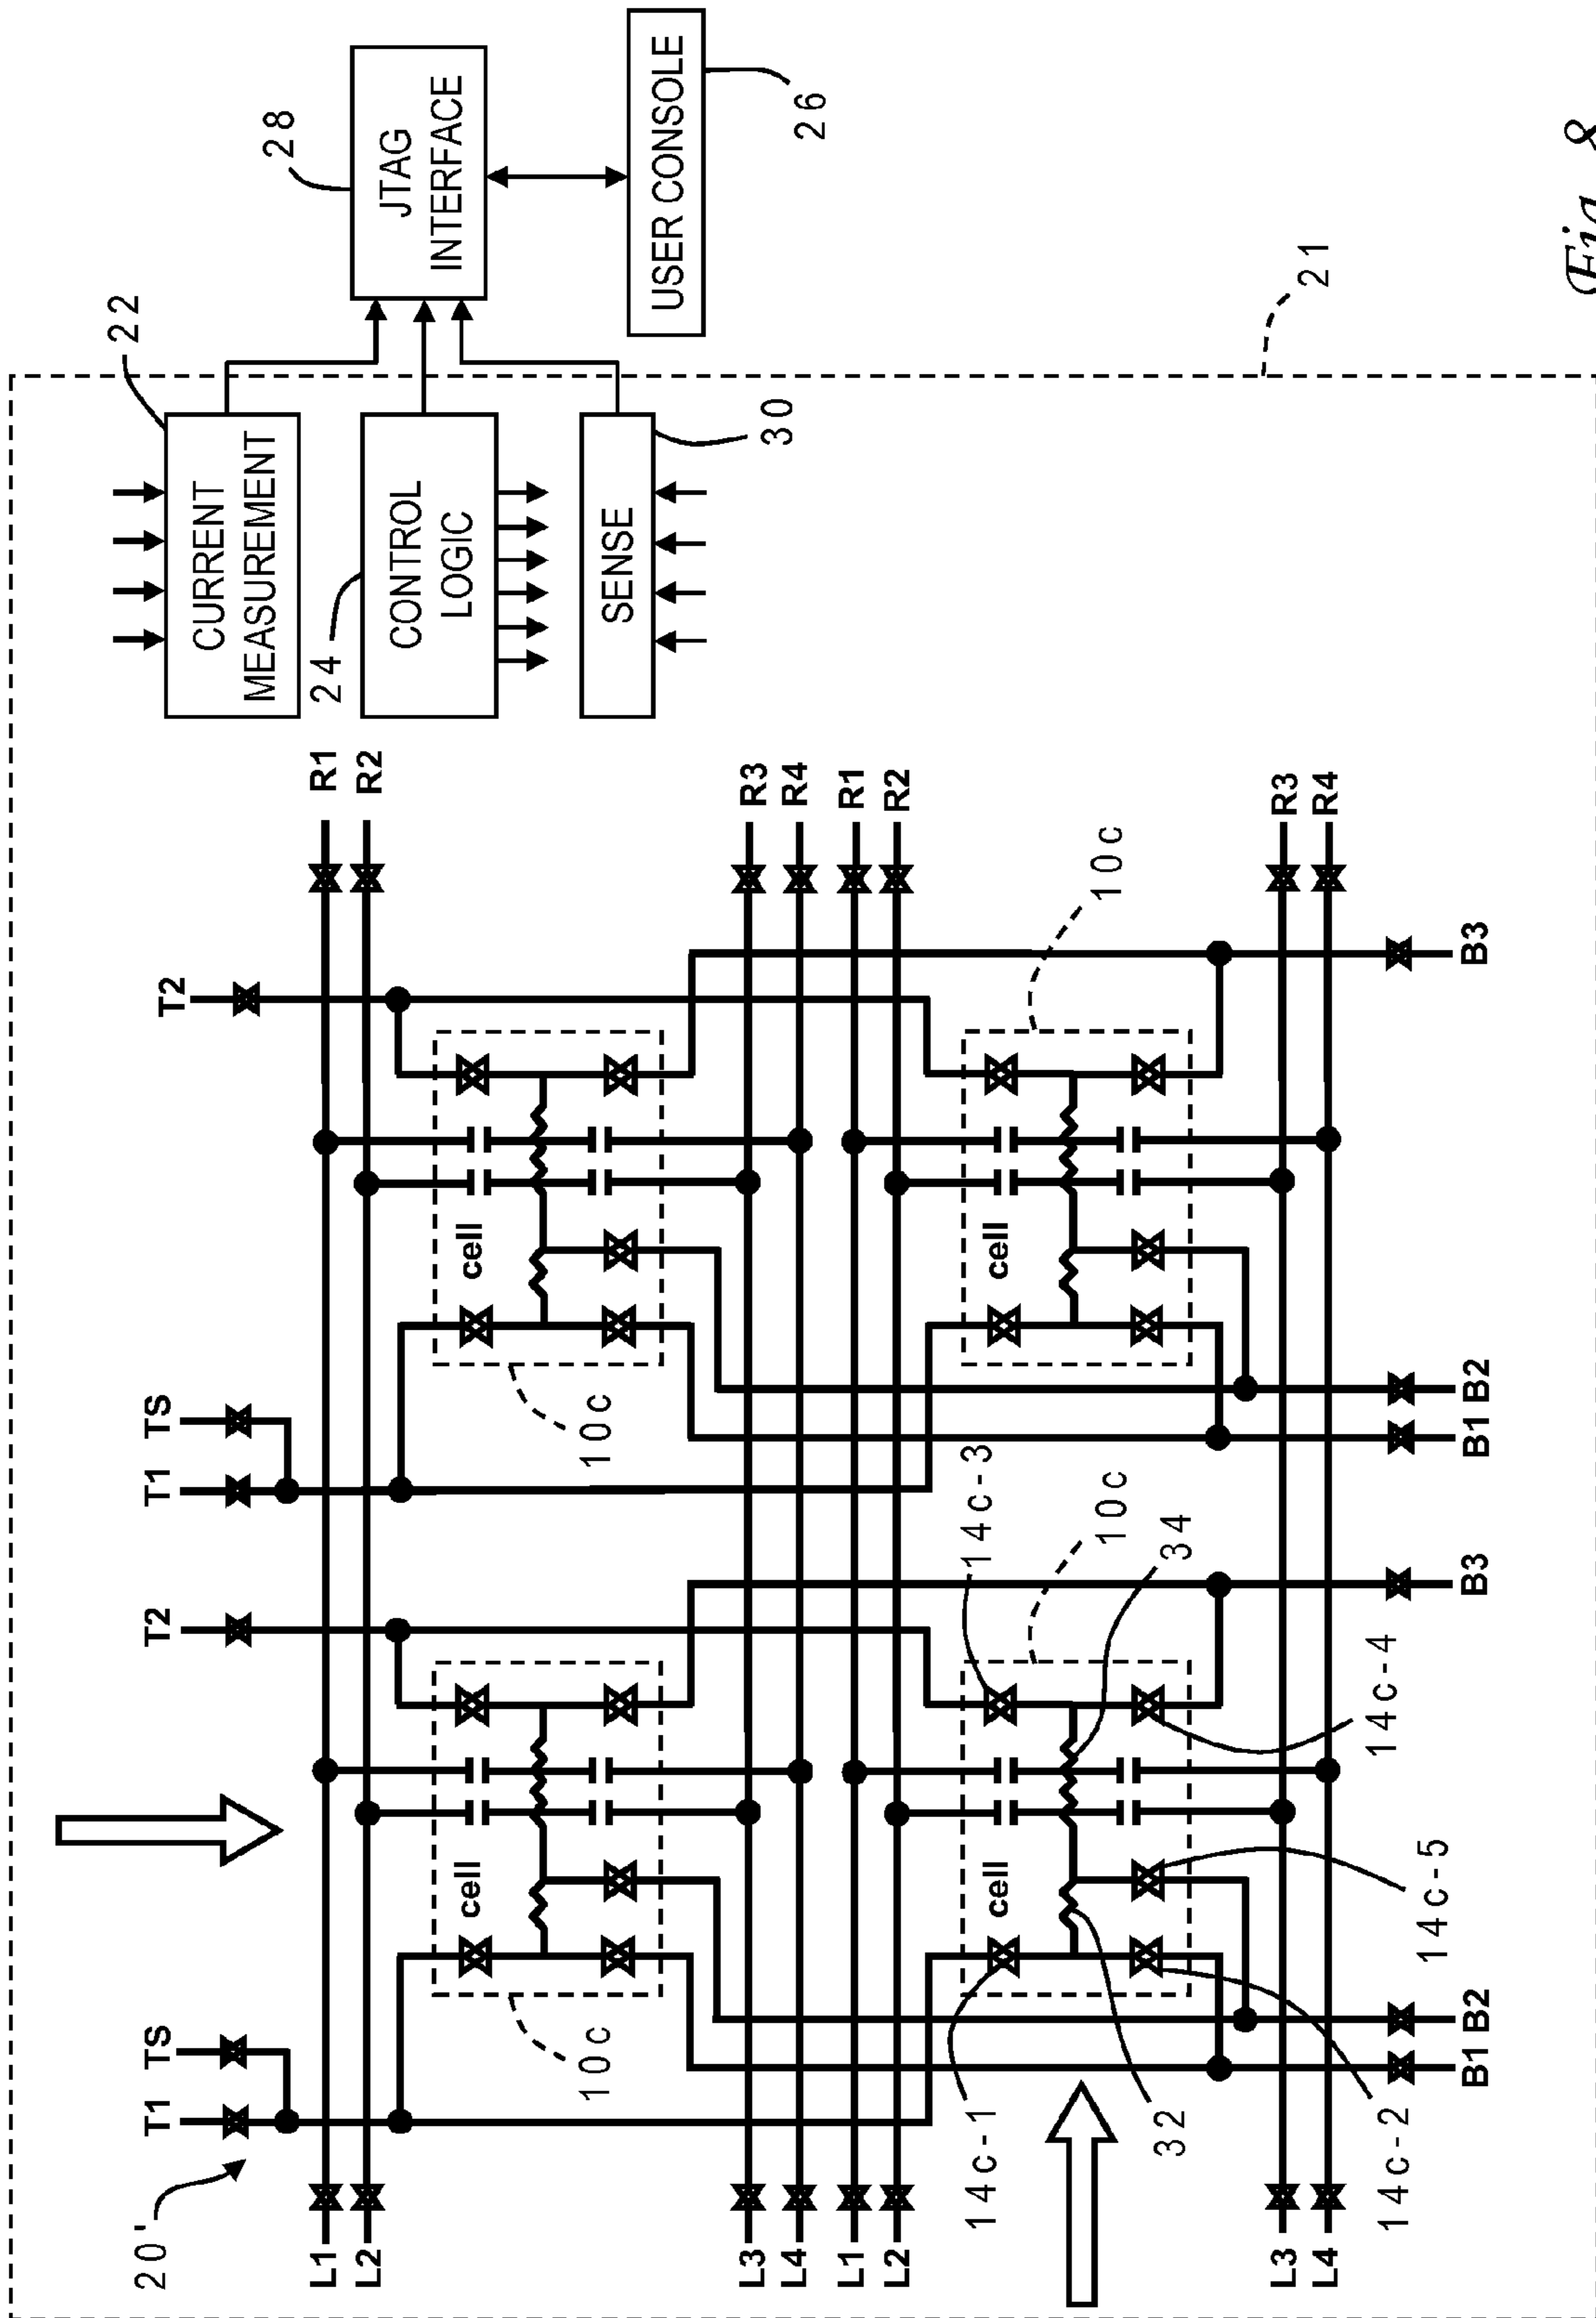 20'
T1
TS
T2
T1
TS
T2
L1
L2
R1
R2
cell
cell
10c
10c
L3
L4
R3
R4
L1
L2
R1
R2
14c-3
10c
10c
cell
cell
34
14c-1
32
14c-2
14c-5
14c-4
L3
L4
R3
R4
B1
B2
B3
B1
B2
B3
22
CURRENT
MEASUREMENT
24
CONTROL
LOGIC
SENSE
30
28
JTAG
INTERFACE
USER CONSOLE
26
21
Fig. 8